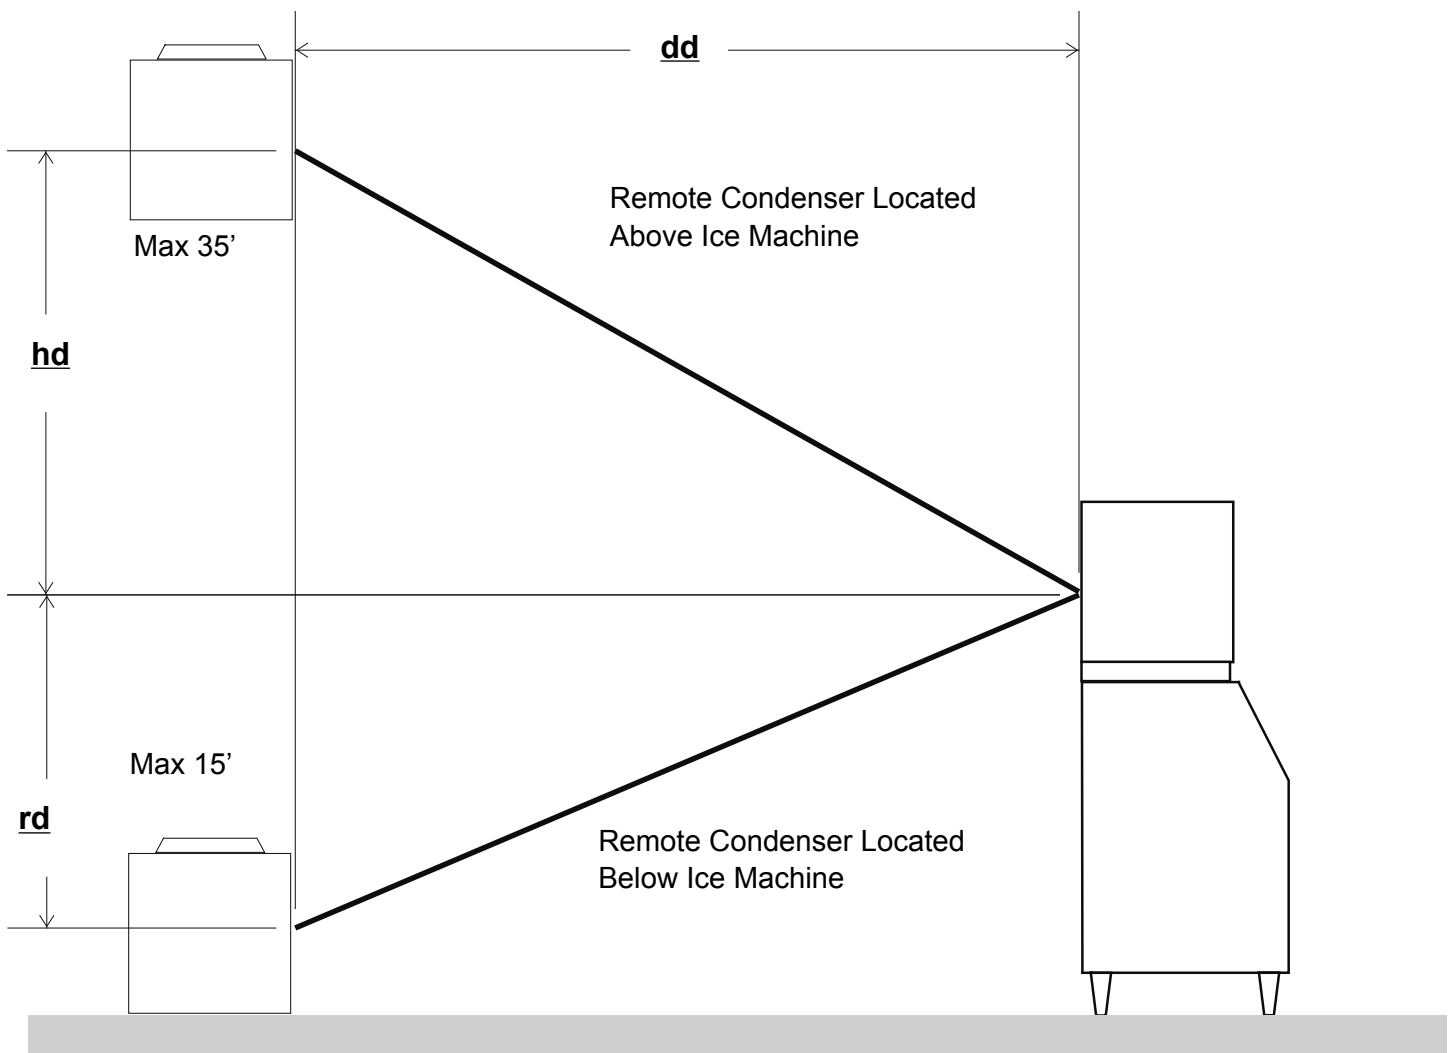 dd
Remote Condenser Located
Above Ice Machine
Max 35’
hd
Max 15’
rd
Remote Condenser Located
Below Ice Machine